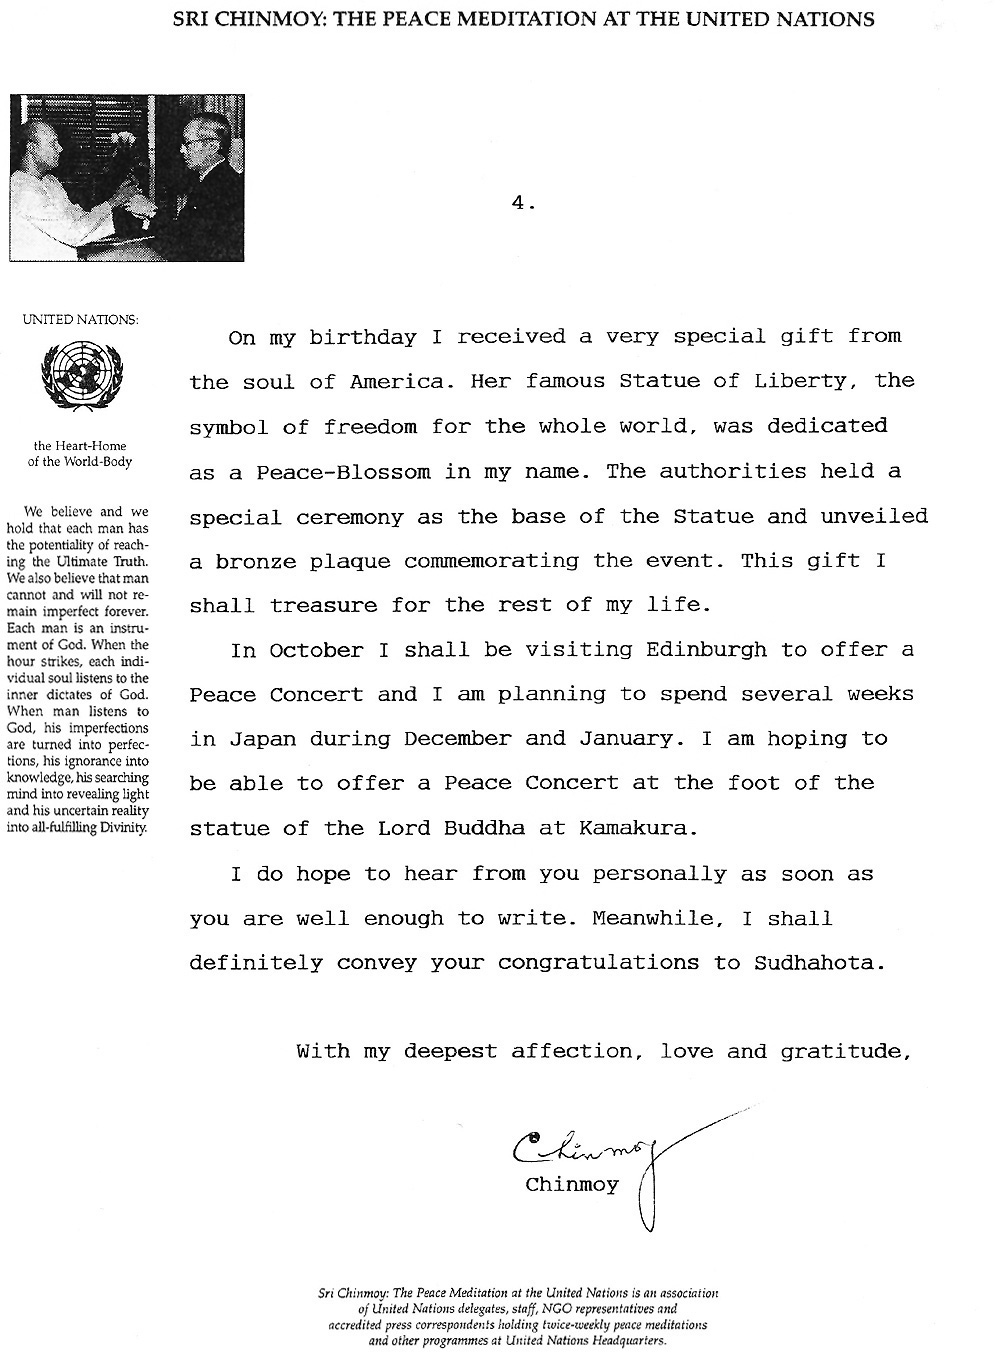 SRI CHINMOY: THE PEACE MEDITATION AT THE UNITED NATIONS
4.
UNITED NATIONS:
the Heart-Home
of the World-Body
We believe and we
hold that each man has
the potentiality of reach-
ing the Ultimate Truth.
We also believe that man
cannot and will not re-
main imperfect forever.
Each man is an instru-
ment of God. When the
hour strikes, each indi-
vidual soul listens to the
inner dictates of God.
When man listens to
God, his imperfections
are turned into perfec-
tions, his ignorance into
knowledge, his searching
mind into revealing light
and his uncertain reality
into all-fulfilling Divinity.
On my birthday I received a very special gift from
the soul of America. Her famous Statue of Liberty, the
symbol of freedom for the whole world, was dedicated
as a Peace-Blossom in my name. The authorities held a
special ceremony as the base of the Statue and unveiled
a bronze plaque commemorating the event. This gift I
shall treasure for the rest of my life.
In October I shall be visiting Edinburgh to offer a
Peace Concert and I am planning to spend several weeks
in Japan during December and January. I am hoping to
be able to offer a Peace Concert at the foot of the
statue of the Lord Buddha at Kamakura.
I do hope to hear from you personally as soon as
you are well enough to write. Meanwhile, I shall
definitely convey your congratulations to Sudhahota.
With my deepest affection, love and gratitude,
Chinmoy
Chinmoy
Sri Chinmoy: The Peace Meditation at the United Nations is an association
of United Nations delegates, staff, NGO representatives and
accredited press correspondents holding twice-weekly peace meditations
and other programmes at United Nations Headquarters.